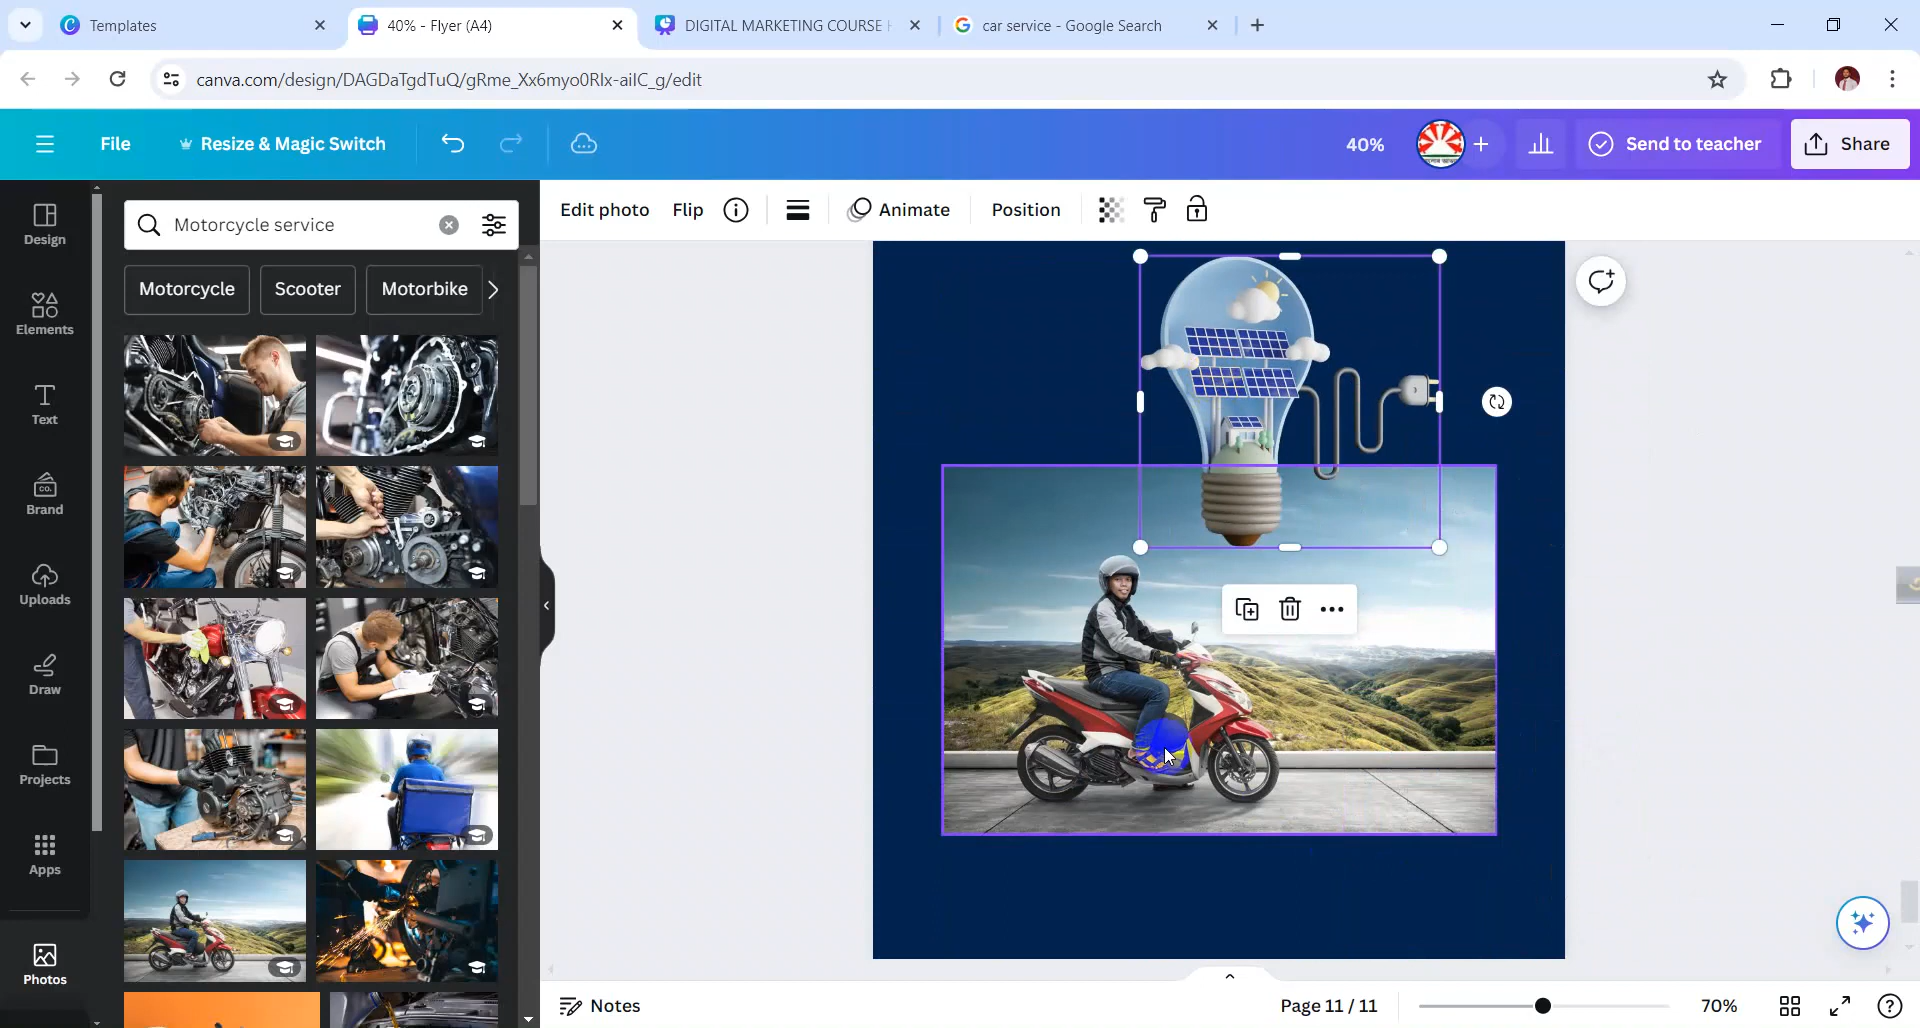 Templates
40% - Flyer (A4)
DIGITAL MARKETING COURSE
car service - Google Search
canva.com/design/DAGDaTgdTuQ/gRme_Xx6myo0RIx-ailC_g/edit
File
Resize & Magic Switch
40%
Send to teacher
Share
Design
Elements
Text
CO.
Brand
Uploads
Draw
Projects
Apps
Photos
Motorcycle service
Motorcycle
Scooter
Motorbike
Edit photo
Flip
Animate
Position
Notes
Page 11 / 11
70%